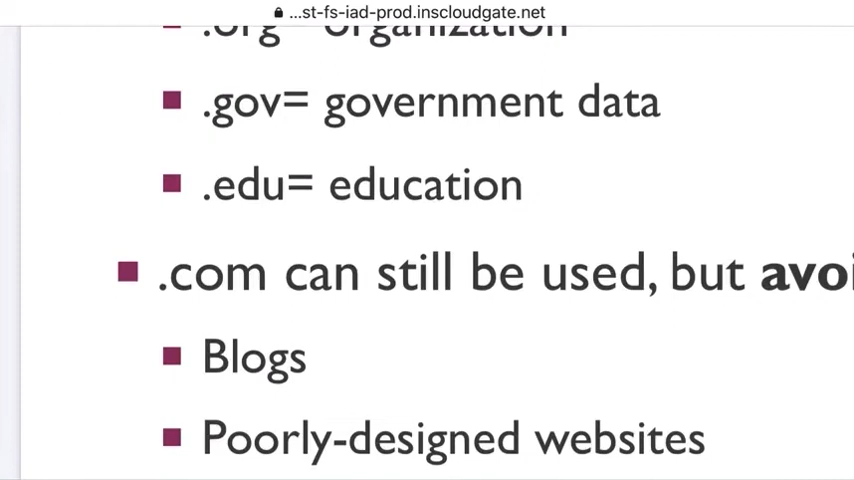 ...st-fs-iad-prod.inscloudgate.net
.org= organization
.gov= government data
.edu= education
.com can still be used, but avoi
Blogs
Poorly-designed websites